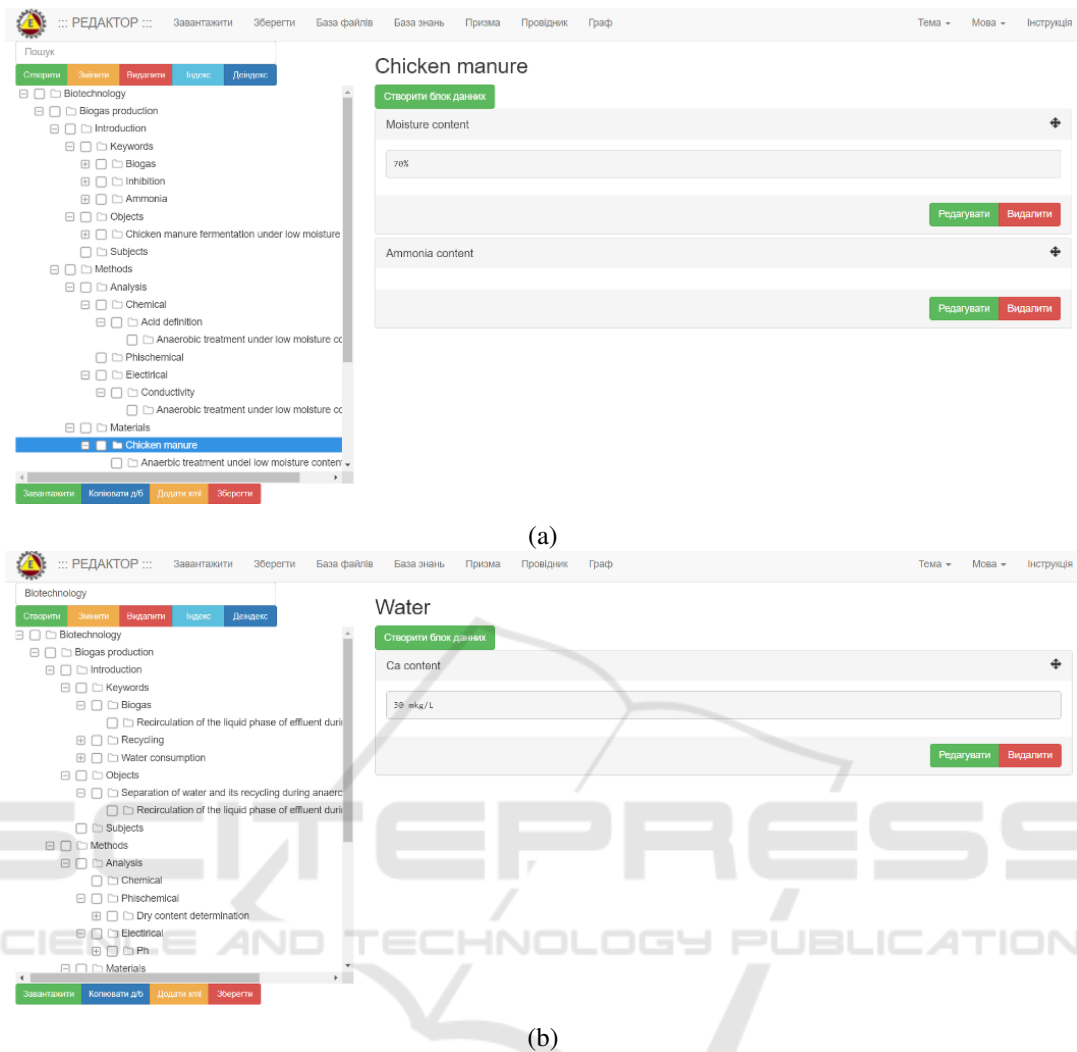 ::: РЕДАКТОР ::: Завантажити Зберегти База файлів База знань Призма Провідник Граф Тема Мова Інструкція
Пошук
Створити Змінити Видалити Індекс Деіндекс
Chicken manure
Створити блок данних
Biotechnology
Biogas production
Introduction
Keywords
Biogas
Inhibition
Ammonia
Objects
Chicken manure fermentation under low moisture
Subjects
Methods
Analysis
Chemical
Acid definition
Anaerobic treatment under low moisture co
Phischemical
Electirical
Conductivity
Anaerobic treatment under low moisture co
Materials
Chicken manure
Anaerbic treatment undel low moisture conten
Moisture content
70%
Редагувати Видалити
Ammonia content
Редагувати Видалити
Завантажити Копіювати д/б Додати xml Зберегти
(a)
::: РЕДАКТОР ::: Завантажити Зберегти База файлів База знань Призма Провідник Граф Тема Мова Інструкція
Biotechnology
Створити Змінити Видалити Індекс Деіндекс
Water
Створити блок данних
Biotechnology
Biogas production
Introduction
Keywords
Biogas
Recirculation of the liquid phase of effluent duri
Recycling
Water consumption
Objects
Separation of water and its recycling during anaerc
Recirculation of the liquid phase of effluent duri
Subjects
Methods
Analysis
Chemical
Phischemical
Dry content determination
Electirical
Ph
Materials
Ca content
30 mkg/L
Редагувати Видалити
Завантажити Копіювати д/б Додати xml Зберегти
(b)
SCITEPRESS
SCIENCE AND TECHNOLOGY PUBLICATIONS